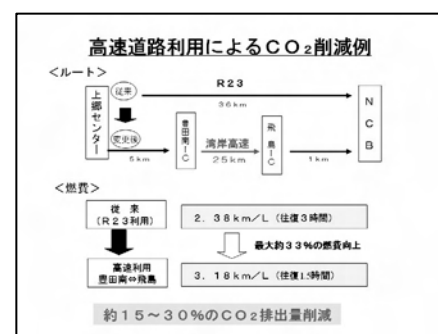 高速道路利用によるCO₂削減例
<ルート>
上郷センター
従来
R23
36km
NCB
変更後
5km
豊田南IC
湾岸高速
25km
飛島IC
1km
<燃費>
従 来
(R23利用)
2.38km/L(往復3時間)
最大約33%の燃費向上
高速利用
豊田南⇔飛島
3.18km/L(往復1.5時間)
約15~30%のCO₂排出量削減